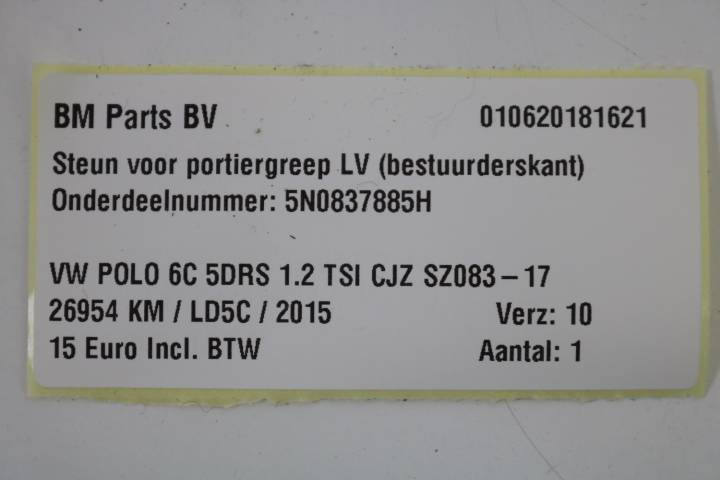 BM Parts BV 010620181621
Steun voor portiergreep LV (bestuurderskant)
Onderdeelnummer: 5N0837885H
VW POLO 6C 5DRS 1.2 TSI CJZ SZ083 – 17
26954 KM / LD5C / 2015 Verz: 10
15 Euro Incl. BTW Aantal: 1